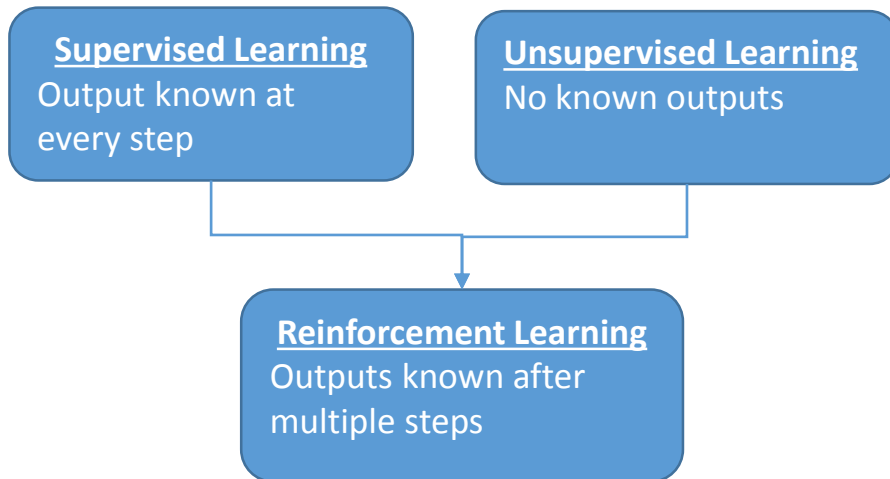 Supervised Learning
Output known at
every step
Unsupervised Learning
No known outputs
Reinforcement Learning
Outputs known after
multiple steps